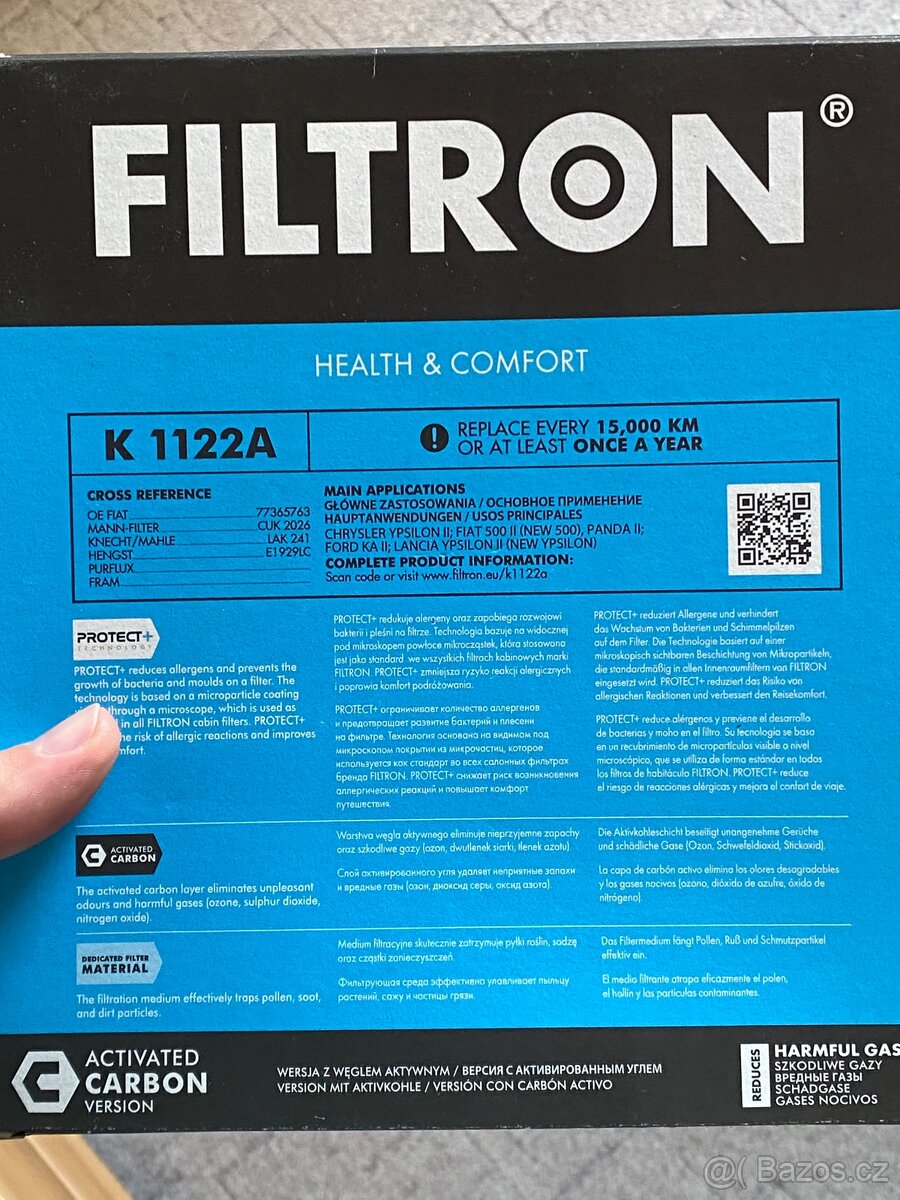 FILTRON®
HEALTH & COMFORT
K 1122A
REPLACE EVERY 15,000 KM
OR AT LEAST ONCE A YEAR
CROSS REFERENCE
OE FIAT 77365763
MANN-FILTER CUK 2026
KNECHT/MAHLE LAK 241
HENGST E1929LC
PURFLUX
FRAM
MAIN APPLICATIONS
GŁÓWNE ZASTOSOWANIA / ОСНОВНОЕ ПРИМЕНЕНИЕ
HAUPTANWENDUNGEN / USOS PRINCIPALES
CHRYSLER YPSILON II; FIAT 500 II (NEW 500), PANDA II;
FORD KA II; LANCIA YPSILON II (NEW YPSILON)
COMPLETE PRODUCT INFORMATION:
Scan code or visit www.filtron.eu/k1122a
PROTECT+
TECHNOLOGY
PROTECT+ reduces allergens and prevents the
growth of bacteria and moulds on a filter. The
technology is based on a microparticle coating
through a microscope, which is used as
in all FILTRON cabin filters. PROTECT+
risk of allergic reactions and improves
PROTECT+ redukuje alergeny oraz zapobiega rozwojowi
bakterii i pleśni na filtrze. Technologia bazuje na widocznej
pod mikroskopem powłoce mikrocząstek, która stosowana
jest jako standard we wszystkich filtrach kabinowych marki
FILTRON. PROTECT+ zmniejsza ryzyko reakcji alergicznych
i poprawia komfort podróżowania.
PROTECT+ ограничивает количество аллергенов
и предотвращает развитие бактерий и плесени
на фильтре. Технология основана на видимом под
микроскопом покрытии из микрочастиц, которое
используется как стандарт во всех салонных фильтрах
бренда FILTRON. PROTECT+ снижает риск возникновения
аллергических реакций и повышает комфорт
путешествия.
PROTECT+ reduziert Allergene und verhindert
das Wachstum von Bakterien und Schimmelpilzen
auf dem Filter. Die Technologie basiert auf einer
mikroskopisch sichtbaren Beschichtung von Mikropartikeln,
die standardmäßig in allen Innenraumfiltern von FILTRON
eingesetzt wird. PROTECT+ reduziert das Risiko von
allergischen Reaktionen und verbessert den Reisekomfort.
PROTECT+ reduce alérgenos y previene el desarrollo
de bacterias y moho en el filtro. Su tecnología se basa
en un recubrimiento de micropartículas visible a nivel
microscópico, que se utiliza de forma estándar en todos
los filtros de habitáculo FILTRON. PROTECT+ reduce
el riesgo de reacciones alérgicas y mejora el confort de viaje.
ACTIVATED
CARBON
The activated carbon layer eliminates unpleasant
odours and harmful gases (ozone, sulphur dioxide,
nitrogen oxide).
Warstwa węgla aktywnego eliminuje nieprzyjemne zapachy
oraz szkodliwe gazy (ozon, dwutlenek siarki, tlenek azotu).
Слой активированного угля удаляет неприятные запахи
и вредные газы (озан, диоксид серы, оксид азота).
Die Aktivkohleschicht beseitigt unangenehme Gerüche
und schädliche Gase (Ozon, Schwefeldioxid, Stickoxid).
La capa de carbón activo elimina los olores desagradables
y los gases nocivos (ozono, dióxido de azufre, óxido de
nitrógeno).
DEDICATED FILTER
MATERIAL
The filtration medium effectively traps pollen, soot,
and dirt particles.
Medium filtracyjne skutecznie zatrzymuje pyłki roślin, sadzę
oraz cząstki zanieczyszczeń.
Фильтрующая среда эффективно улавливает пыльцу
растений, сажу и частицы грязи.
Das Filtermedium fängt Pollen, Ruß und Schmutzpartikel
effektiv ein.
El medio filtrante atrapa eficazmente el polen,
el hollín y las partículas contaminantes.
ACTIVATED
CARBON
VERSION
WERSJA Z WĘGLEM AKTYWNYM / ВЕРСИЯ С АКТИВИРОВАННЫМ УГЛЕМ
VERSION MIT AKTIVKOHLE / VERSIÓN CON CARBÓN ACTIVO
REDUCES
HARMFUL GAS
SZKODLIWE GAZY
ВРЕДНЫЕ ГАЗЫ
SCHADGASE
GASES NOCIVOS
@( Bazos.cz